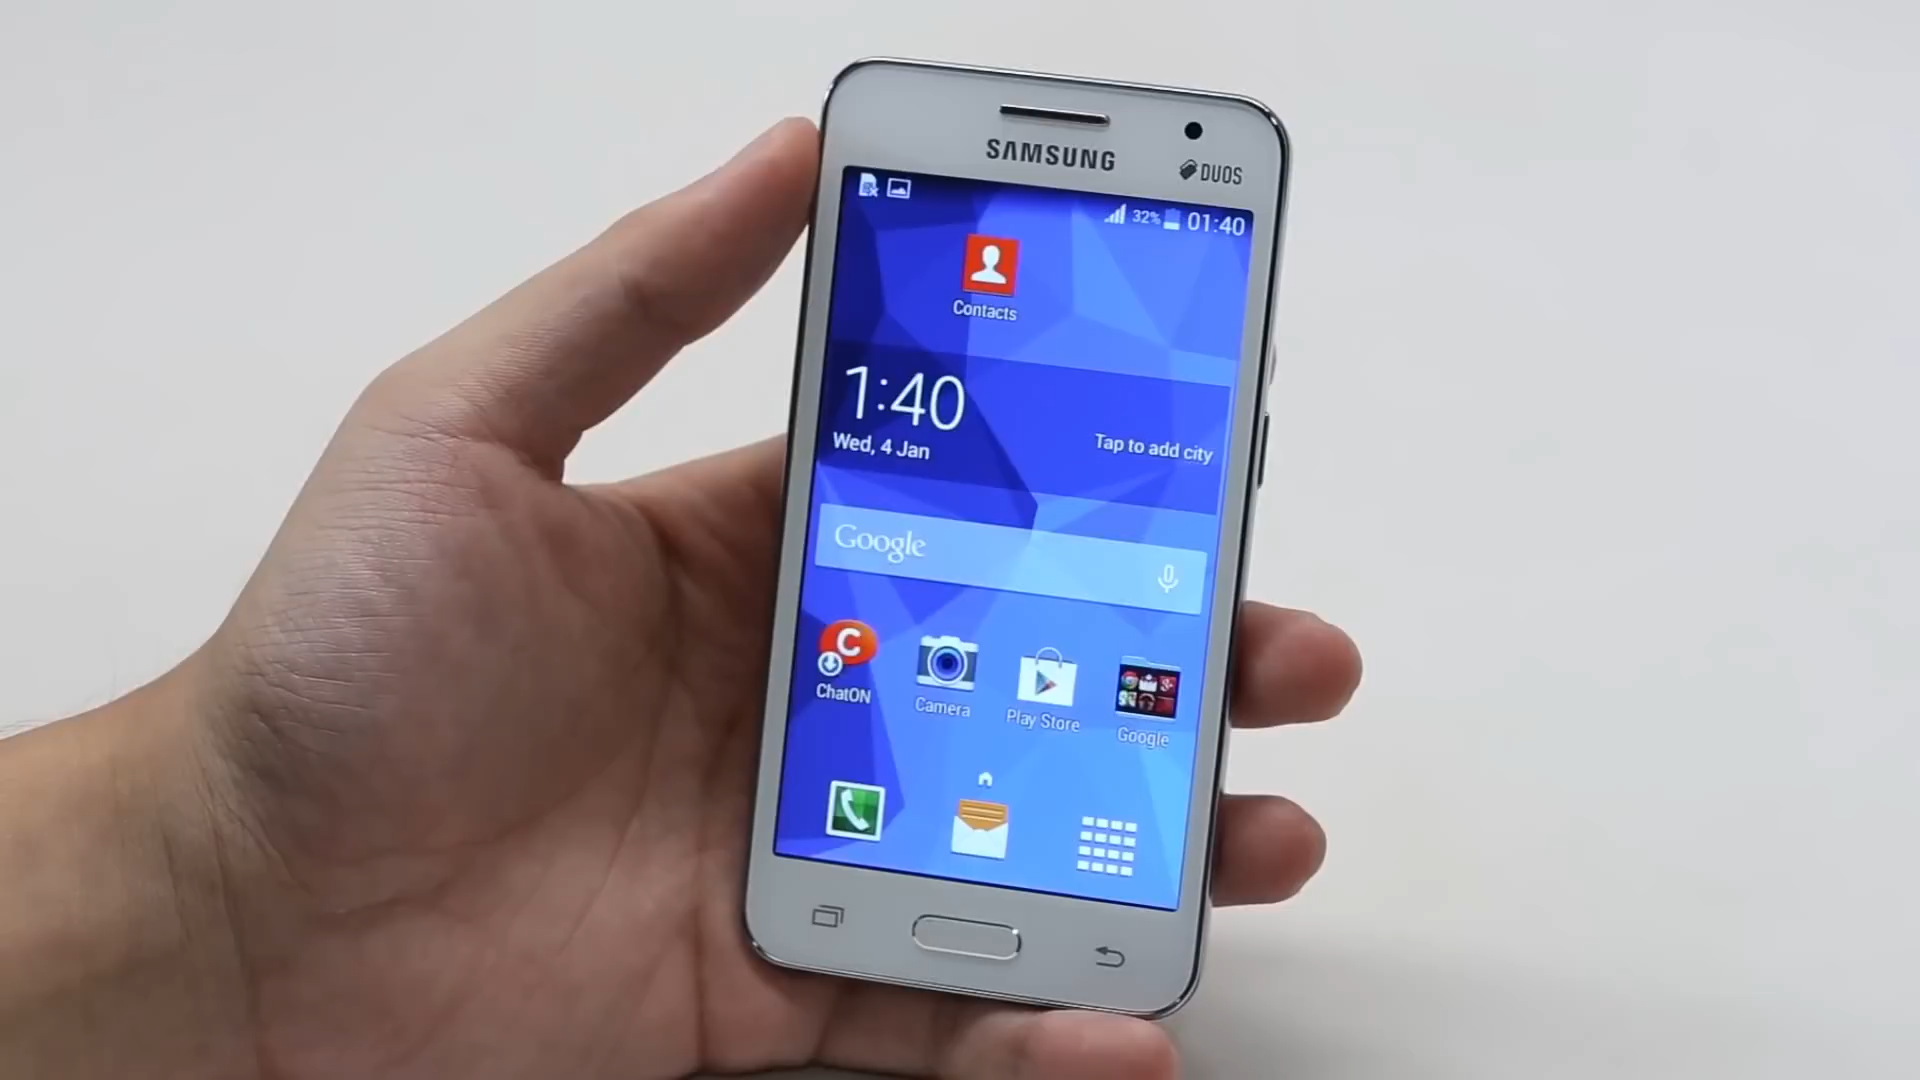 SAMSUNG
DUOS
32% 01:40
Contacts
1:40
Wed, 4 Jan
Tap to add city
Google
C
ChatON
Camera
Play Store
Google